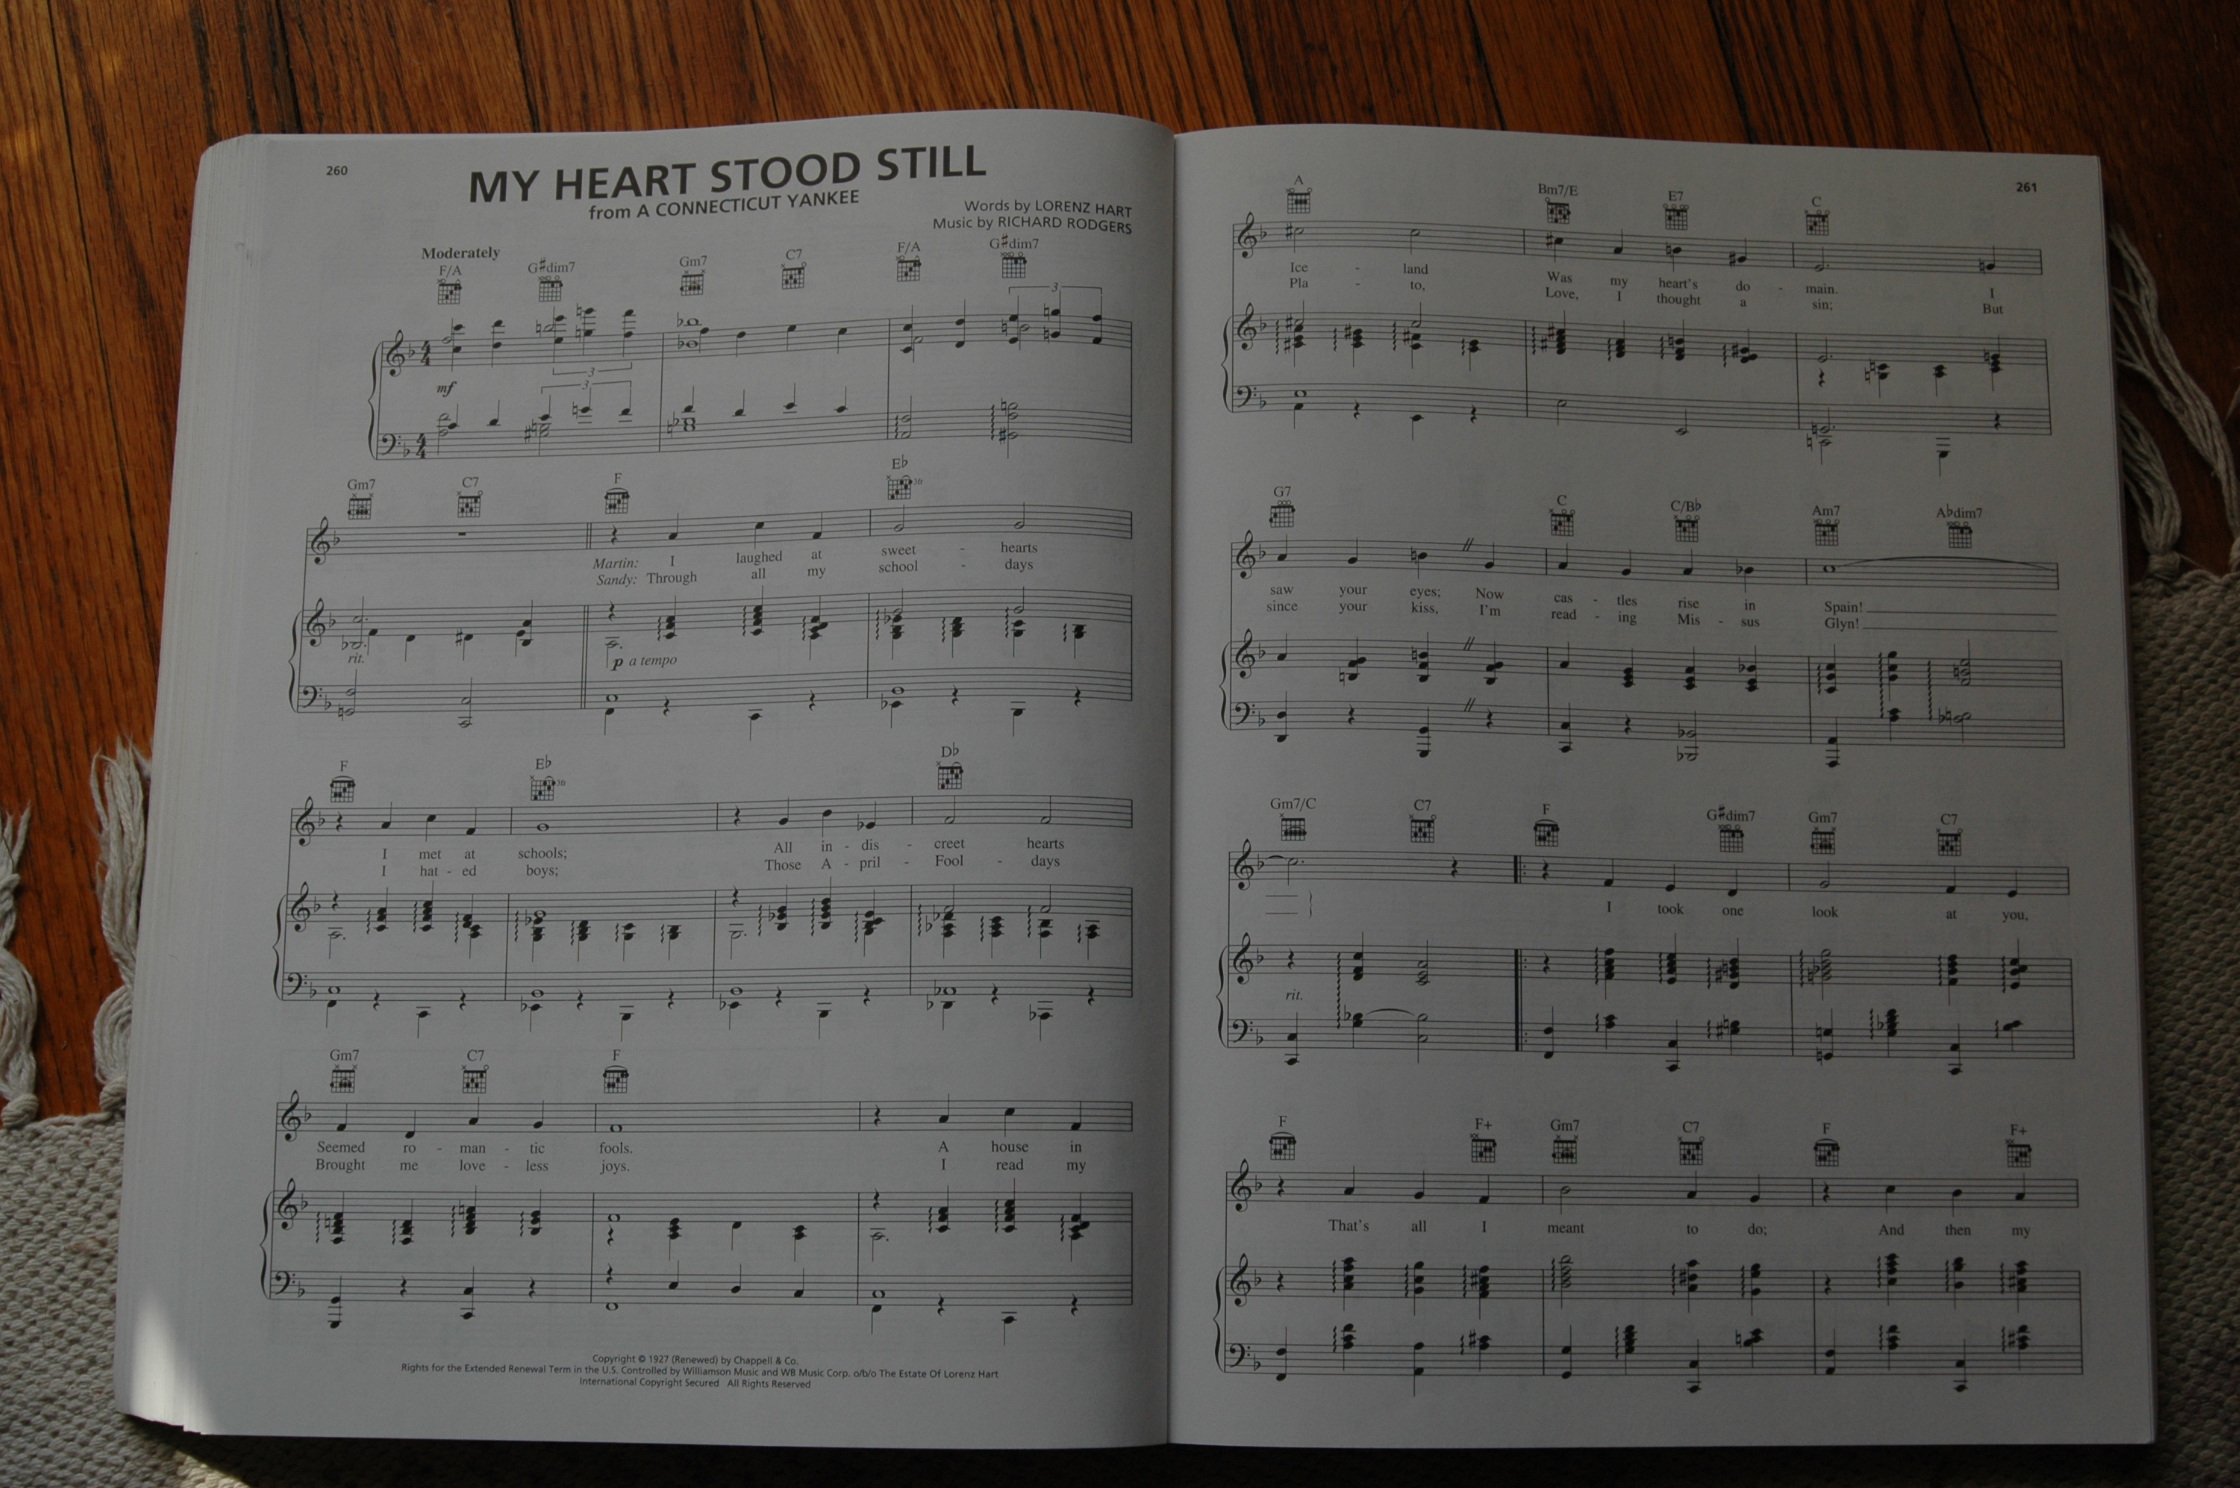 260
MY HEART STOOD STILL
from A CONNECTICUT YANKEE
Words by LORENZ HART
Music by RICHARD RODGERS
Moderately
F/A G#dim7 Gm7 C7 F/A G#dim7
3
3
3
mf
Gm7 C7 F E♭
3fr
Martin: I laughed at sweet - hearts
Sandy: Through all my school - days
rit.
p a tempo
F E♭ D♭
3fr
I met at schools; All in - dis - creet hearts
I hat - ed boys; Those A - pril - Fool - days
Gm7 C7 F
Seemed ro - man - tic fools. A house in
Brought me love - less joys. I read my
Copyright © 1927 (Renewed) by Chappell & Co.
Rights for the Extended Renewal Term in the U.S. Controlled by Williamson Music and WB Music Corp. o/b/o The Estate Of Lorenz Hart
International Copyright Secured All Rights Reserved
261
A Bm7/E E7 C
Ice - land Was my heart's do - main. I
Pla - to, Love, I thought a sin; But
G7 C C/B♭ Am7 A♭dim7
saw your eyes; Now cas - tles rise in Spain!
since your kiss, I'm read - ing Mis - sus Glyn!
Gm7/C C7 F G#dim7 Gm7 C7
I took one look at you,
rit.
F F+ Gm7 C7 F F+
That's all I meant to do; And then my